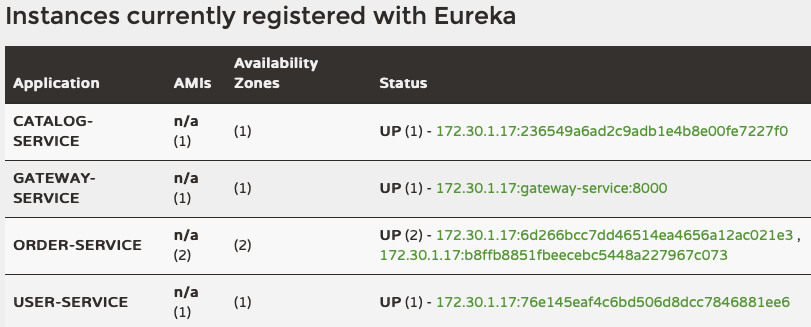 Instances currently registered with Eureka
Application AMIs Availability Zones Status
CATALOG-SERVICE n/a (1) (1) UP (1) - 172.30.1.17:236549a6ad2c9adb1e4b8e00fe7227f0
GATEWAY-SERVICE n/a (1) (1) UP (1) - 172.30.1.17:gateway-service:8000
ORDER-SERVICE n/a (2) (2) UP (2) - 172.30.1.17:6d266bcc7dd46514ea4656a12ac021e3 , 172.30.1.17:b8ffb8851fbeecebc5448a227967c073
USER-SERVICE n/a (1) (1) UP (1) - 172.30.1.17:76e145eaf4c6bd506d8dcc7846881ee6